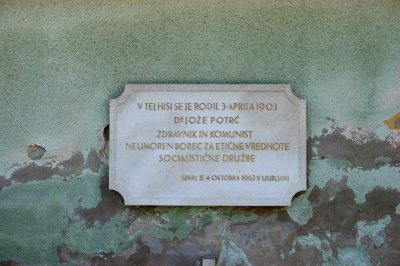 V TEJ HIŠI SE JE RODIL 3·APRILA 1903
DR JOŽE POTRČ
ZDRAVNIK IN KOMUNIST
NEUMOREN BOREC ZA ETIČNE VREDNOTE
SOCIALISTIČNE DRUŽBE
UMRL JE 4·OKTOBRA 1963 V LJUBLJANI